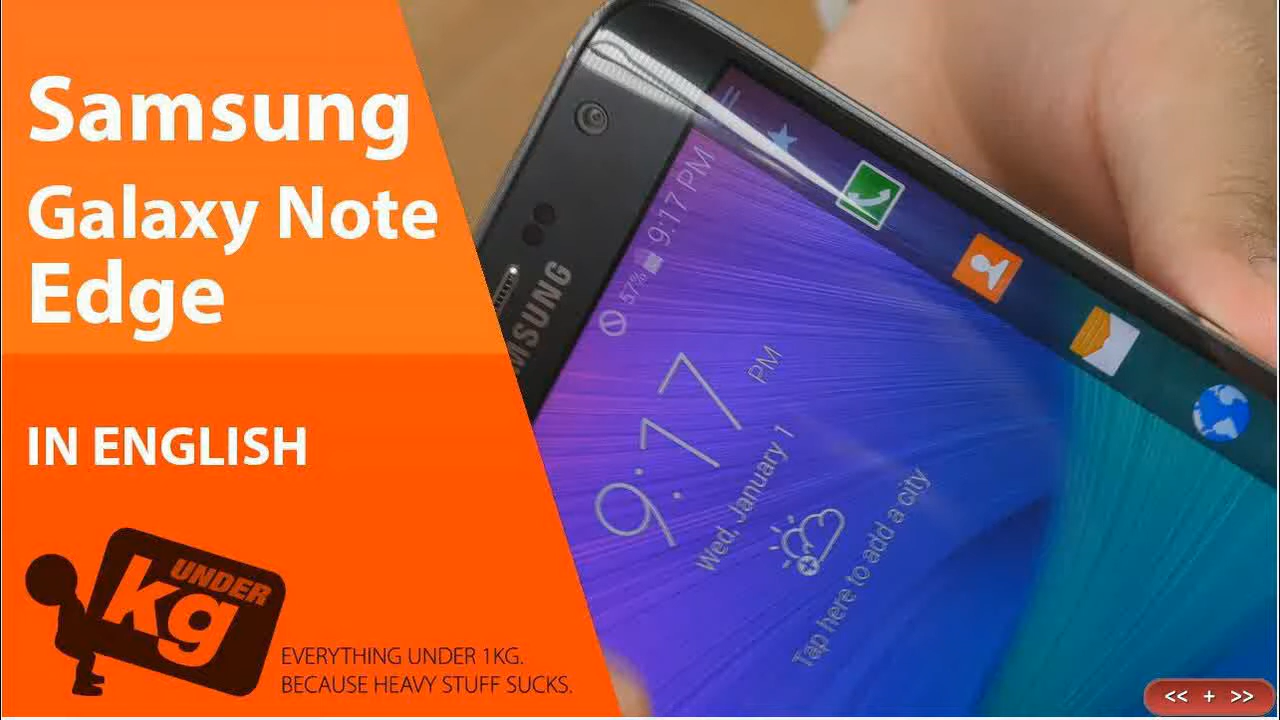 Samsung
Galaxy Note
Edge
IN ENGLISH
UNDER
kg
EVERYTHING UNDER 1KG.
BECAUSE HEAVY STUFF SUCKS.
57% 9:17 PM
9:17 PM
Wed, January 1
Tap here to add a city
<< + >>